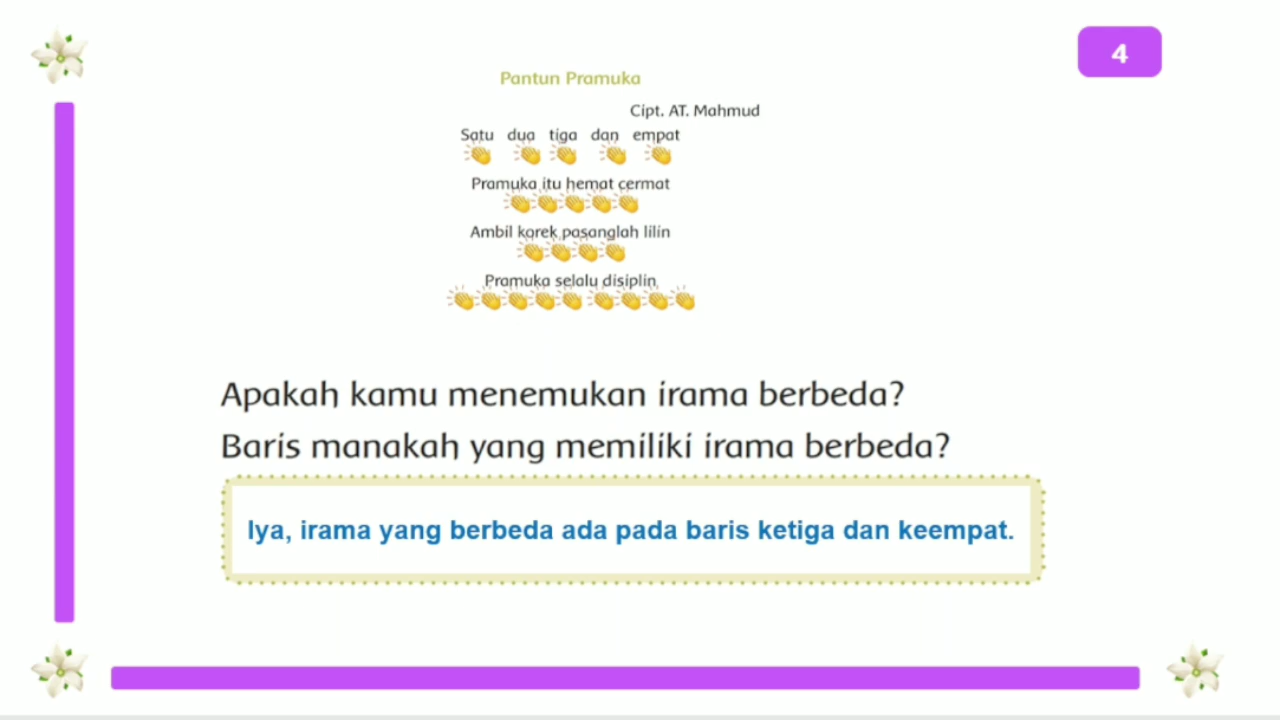 4
Pantun Pramuka
Cipt. AT. Mahmud
Satu dua tiga dan empat
Pramuka itu hemat cermat
Ambil korek pasanglah lilin
Pramuka selalu disiplin
Apakah kamu menemukan irama berbeda?
Baris manakah yang memiliki irama berbeda?
Iya, irama yang berbeda ada pada baris ketiga dan keempat.